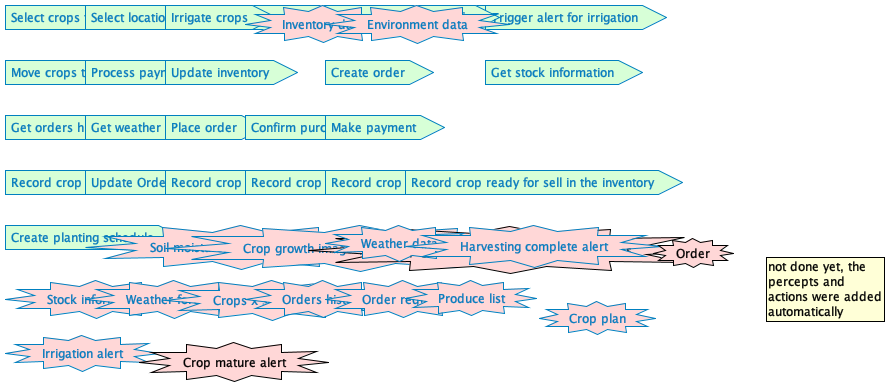 Select crops
Select locatio
Irrigate crops
Inventory
Environment data
rigger alert for irrigation
Move crops t
Process payr
Update inventory
Create order
Get stock information
Get orders h
Get weather
Place order
Confirm purc
Make payment
Record crop
Update Orde
Record crop
Record crop
Record crop
Record crop ready for sell in the inventory
Create planting schedule
Soil moist
Crop growth imag
Weather data
Harvesting complete alert
Order
not done yet, the
percepts and
actions were added
automatically
Stock infor
Weather fo
Crops
Orders his
Order req
Produce list
Crop plan
Irrigation alert
Crop mature alert